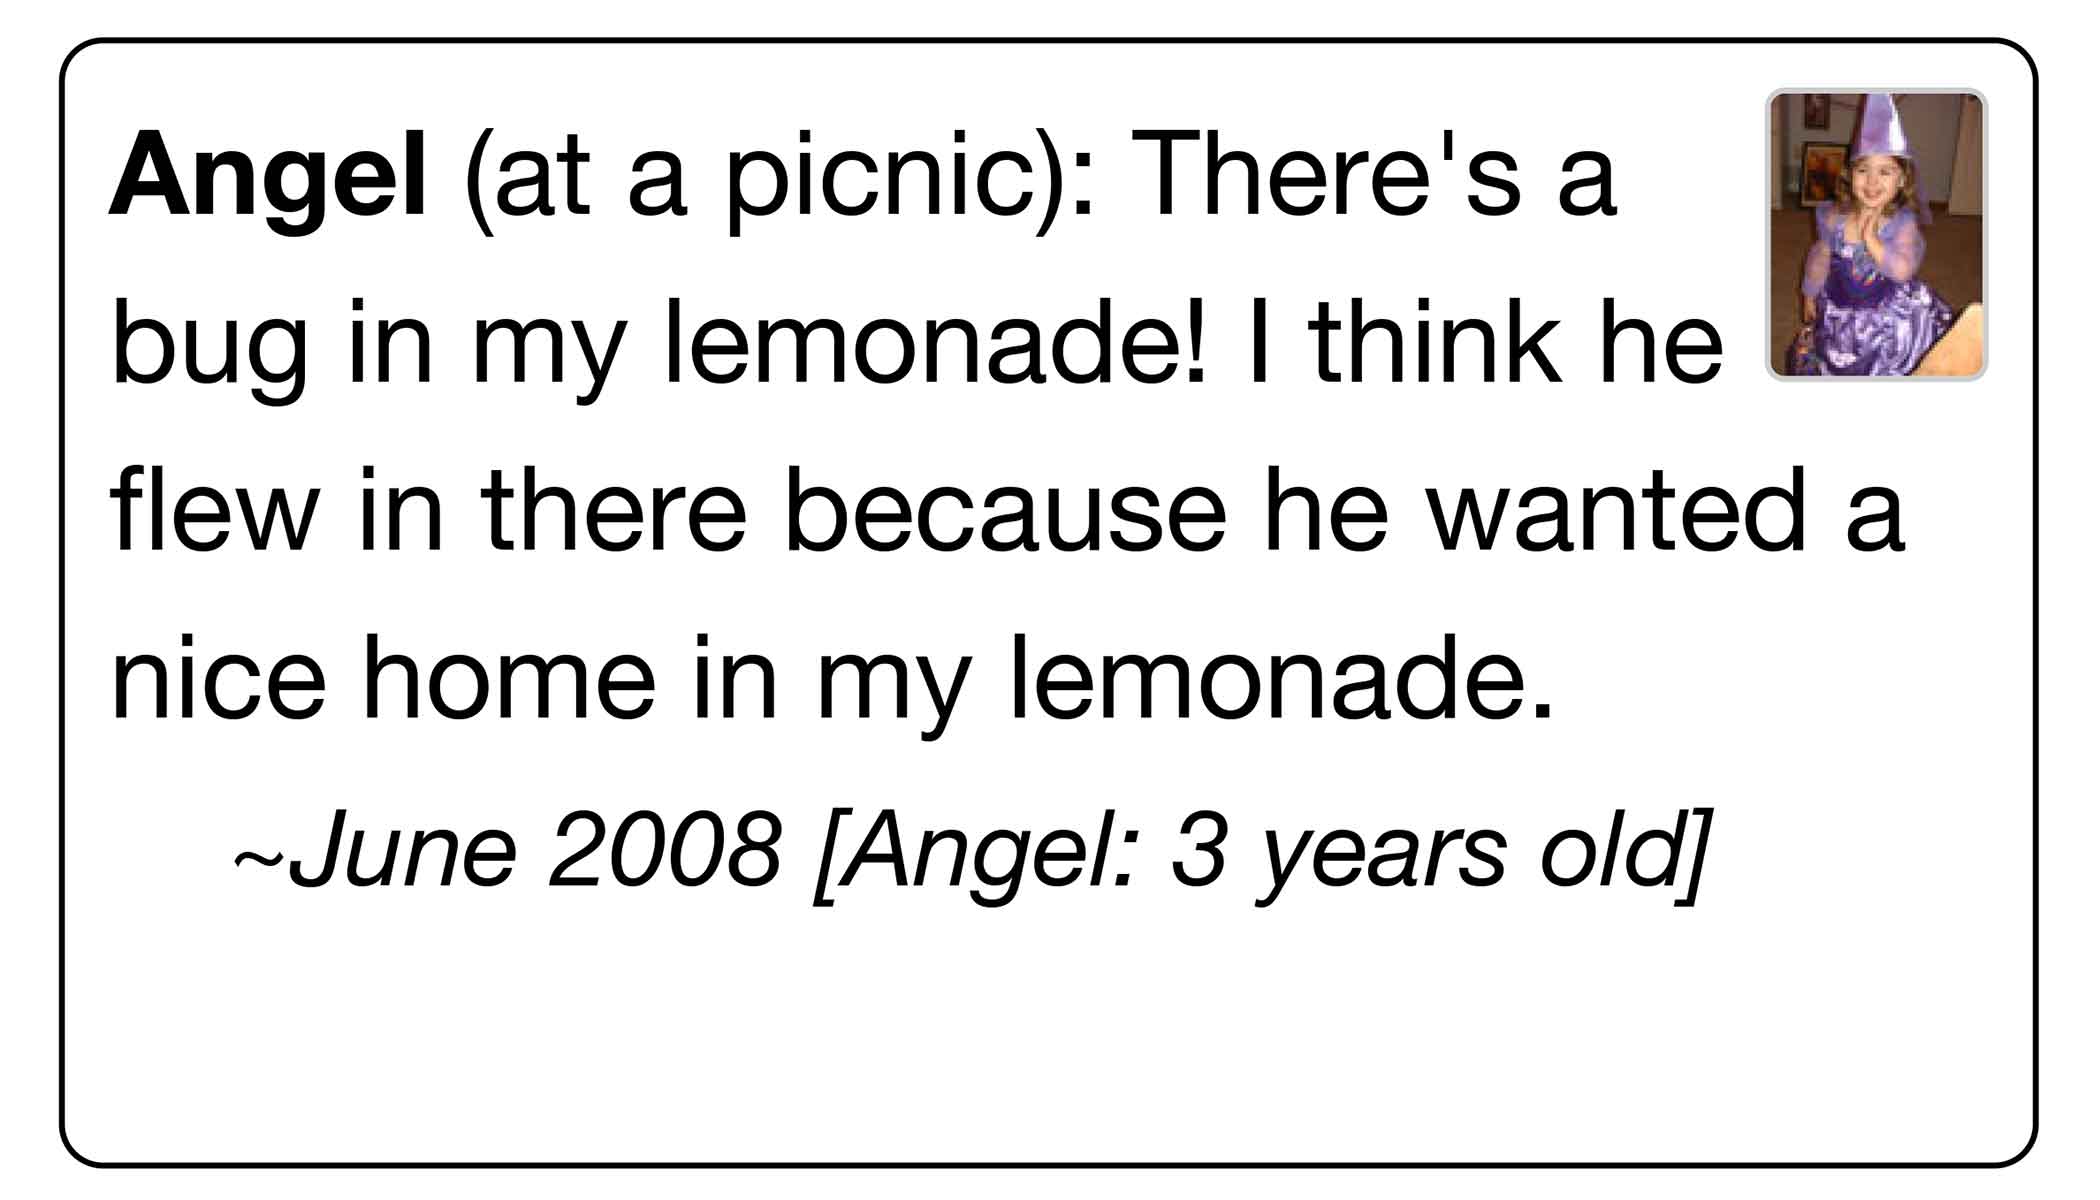 Angel (at a picnic): There's a
bug in my lemonade! I think he
flew in there because he wanted a
nice home in my lemonade.
~June 2008 [Angel: 3 years old]